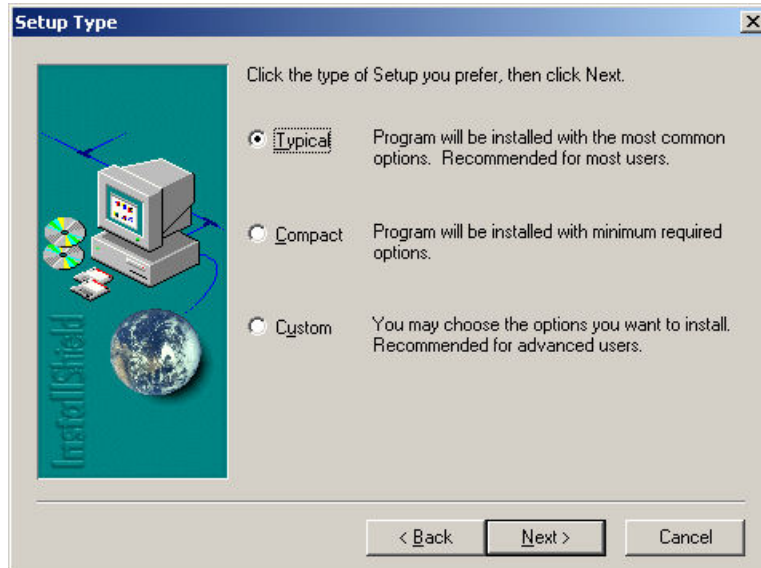 Setup Type
Click the type of Setup you prefer, then click Next.
Typical Program will be installed with the most common
options. Recommended for most users.
Compact Program will be installed with minimum required
options.
Custom You may choose the options you want to install.
Recommended for advanced users.
InstallShield
< Back Next > Cancel